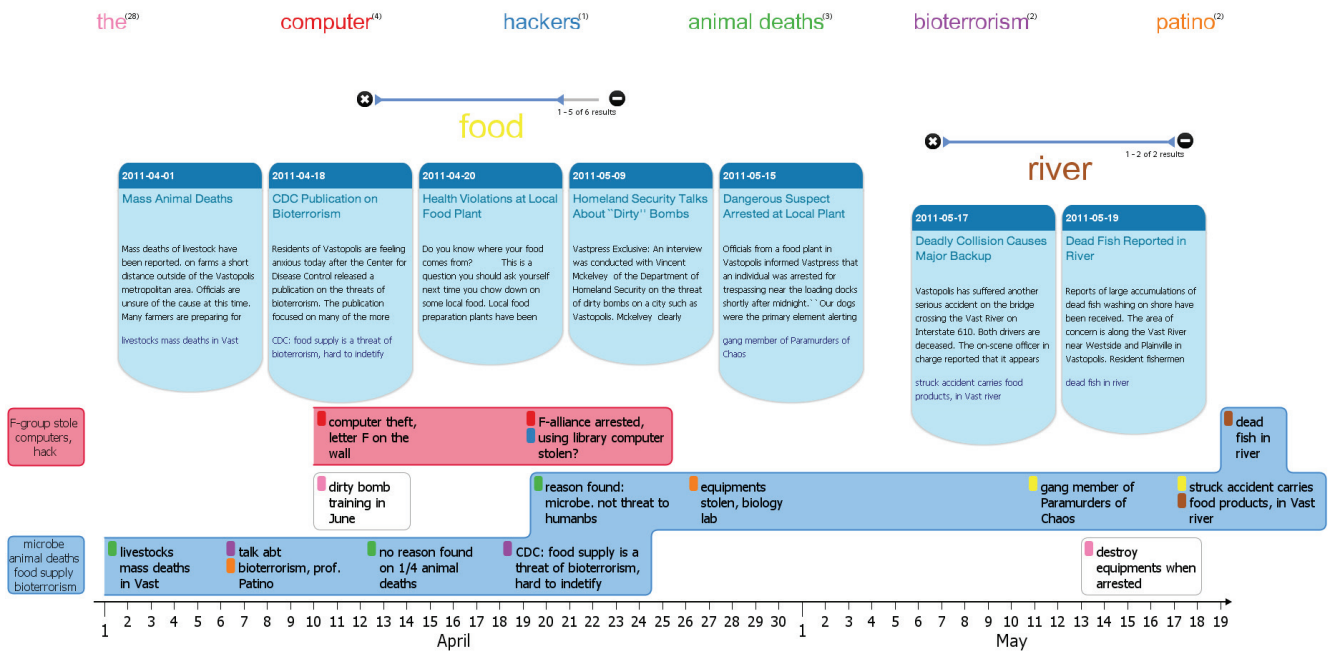 the(28)
computer(4)
hackers(1)
animal deaths(3)
bioterrorism(2)
patino(2)
1 - 5 of 6 results
food
1 - 2 of 2 results
river
2011-04-01
Mass Animal Deaths
Mass deaths of livestock have
been reported. on farms a short
distance outside of the Vastopolis
metropolitan area. Officials are
unsure of the cause at this time.
Many farmers are preparing for
livestocks mass deaths in Vast
2011-04-18
CDC Publication on
Bioterrorism
Residents of Vastopolis are feeling
anxious today after the Center for
Disease Control released a
publication on the threats of
bioterrorism. The publication
focused on many of the more
CDC: food supply is a threat of
bioterrorism, hard to indetify
2011-04-20
Health Violations at Local
Food Plant
Do you know where your food
comes from? This is a
question you should ask yourself
next time you chow down on
some local food. Local food
preparation plants have been
2011-05-09
Homeland Security Talks
About ``Dirty'' Bombs
Vastpress Exclusive: An interview
was conducted with Vincent
Mckelvey of the Department of
Homeland Security on the threat
of dirty bombs on a city such as
Vastopolis. Mckelvey clearly
2011-05-15
Dangerous Suspect
Arrested at Local Plant
Officials from a food plant in
Vastopolis informed Vastpress that
an individual was arrested for
trespassing near the loading docks
shortly after midnight.``Our dogs
were the primary element alerting
gang member of Paramurders of
Chaos
2011-05-17
Deadly Collision Causes
Major Backup
Vastopolis has suffered another
serious accident on the bridge
crossing the Vast River on
Interstate 610. Both drivers are
deceased. The on-scene officer in
charge reported that it appears
struck accident carries food
products, in Vast river
2011-05-19
Dead Fish Reported in
River
Reports of large accumulations of
dead fish washing on shore have
been received. The area of
concern is along the Vast River
near Westside and Plainville in
Vastopolis. Resident fishermen
dead fish in river
F-group stole
computers,
hack
computer theft,
letter F on the
wall
F-alliance arrested,
using library computer
stolen?
dead
fish in
river
dirty bomb
training in
June
reason found:
microbe. not threat to
humanbs
equipments
stolen, biology
lab
gang member of
Paramurders of
Chaos
struck accident carries
food products, in Vast
river
microbe
animal deaths
food supply
bioterrorism
livestocks
mass deaths
in Vast
talk abt
bioterrorism, prof.
Patino
no reason found
on 1/4 animal
deaths
CDC: food supply is a
threat of bioterrorism,
hard to indetify
destroy
equipments when
arrested
1 2 3 4 5 6 7 8 9 10 11 12 13 14 15 16 17 18 19 20 21 22 23 24 25 26 27 28 29 30 1 2 3 4 5 6 7 8 9 10 11 12 13 14 15 16 17 18 19
April
May